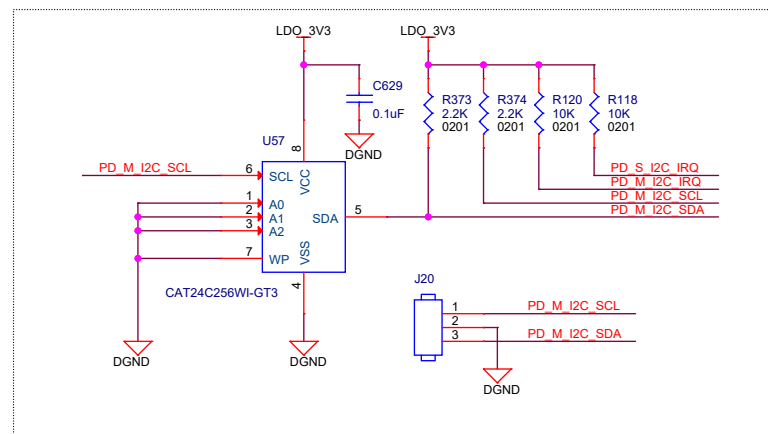 LDO_3V3
LDO_3V3
C629
0.1uF
DGND
R373
2.2K
0201
R374
2.2K
0201
R120
10K
0201
R118
10K
0201
U57
8
PD_M_I2C_SCL
6
SCL
VCC
1
A0
2
A1
3
A2
SDA
5
7
WP
VSS
4
CAT24C256WI-GT3
PD_S_I2C_IRQ
PD_M_I2C_IRQ
PD_M_I2C_SCL
PD_M_I2C_SDA
J20
1
PD_M_I2C_SCL
2
3
PD_M_I2C_SDA
DGND
DGND
DGND